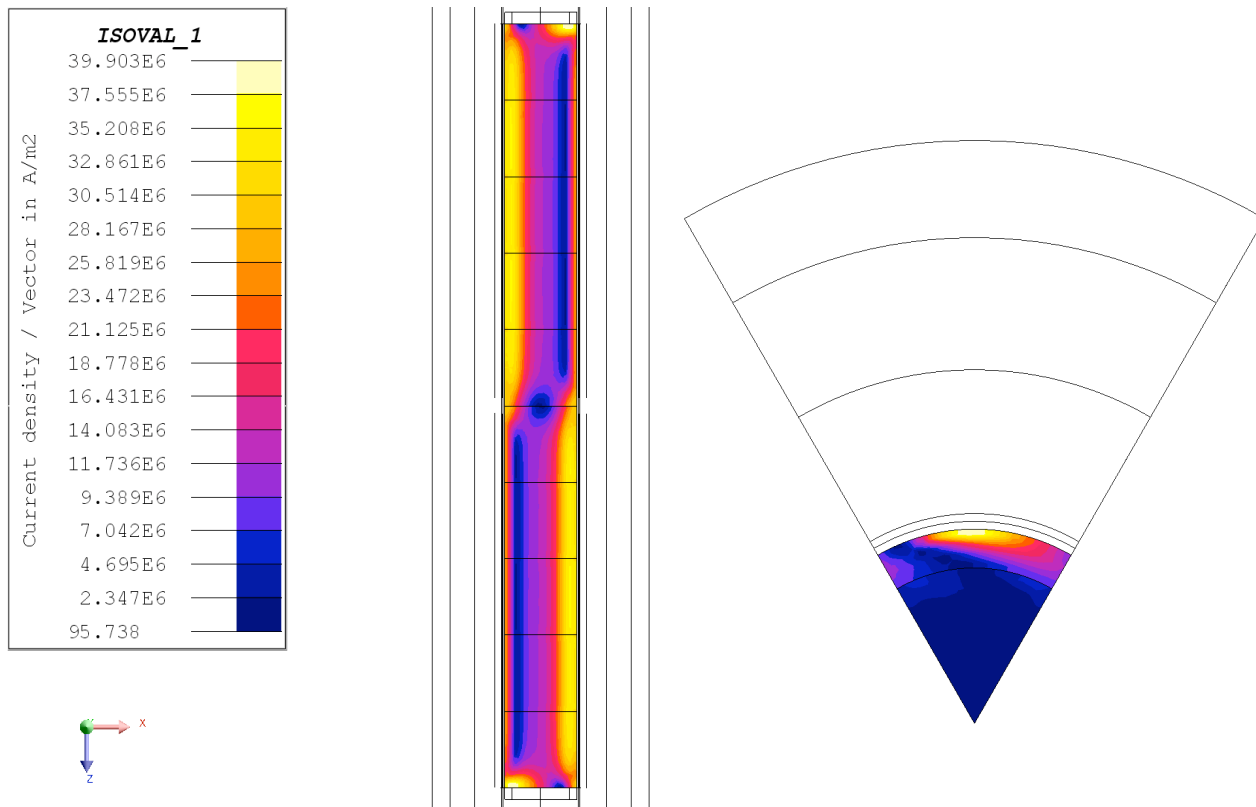 ISOVAL_1
Current density / Vector in A/m2
39.903E6
37.555E6
35.208E6
32.861E6
30.514E6
28.167E6
25.819E6
23.472E6
21.125E6
18.778E6
16.431E6
14.083E6
11.736E6
9.389E6
7.042E6
4.695E6
2.347E6
95.738
X
Z